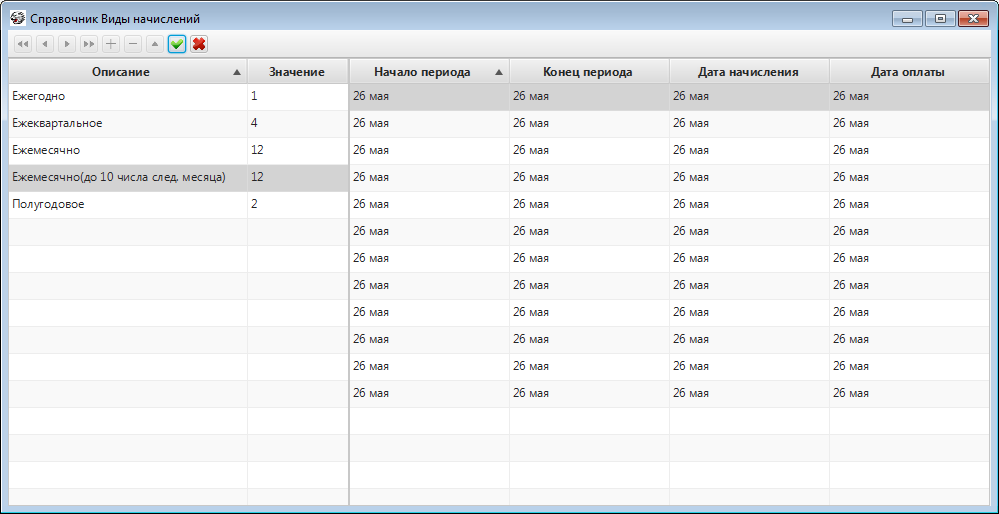 Справочник Виды начислений
Описание Значение Начало периода Конец периода Дата начисления Дата оплаты
Ежегодно 1 26 мая 26 мая 26 мая 26 мая
Ежеквартальное 4 26 мая 26 мая 26 мая 26 мая
Ежемесячно 12 26 мая 26 мая 26 мая 26 мая
Ежемесячно(до 10 числа след. месяца) 12 26 мая 26 мая 26 мая 26 мая
Полугодовое 2 26 мая 26 мая 26 мая 26 мая
26 мая 26 мая 26 мая 26 мая
26 мая 26 мая 26 мая 26 мая
26 мая 26 мая 26 мая 26 мая
26 мая 26 мая 26 мая 26 мая
26 мая 26 мая 26 мая 26 мая
26 мая 26 мая 26 мая 26 мая
26 мая 26 мая 26 мая 26 мая